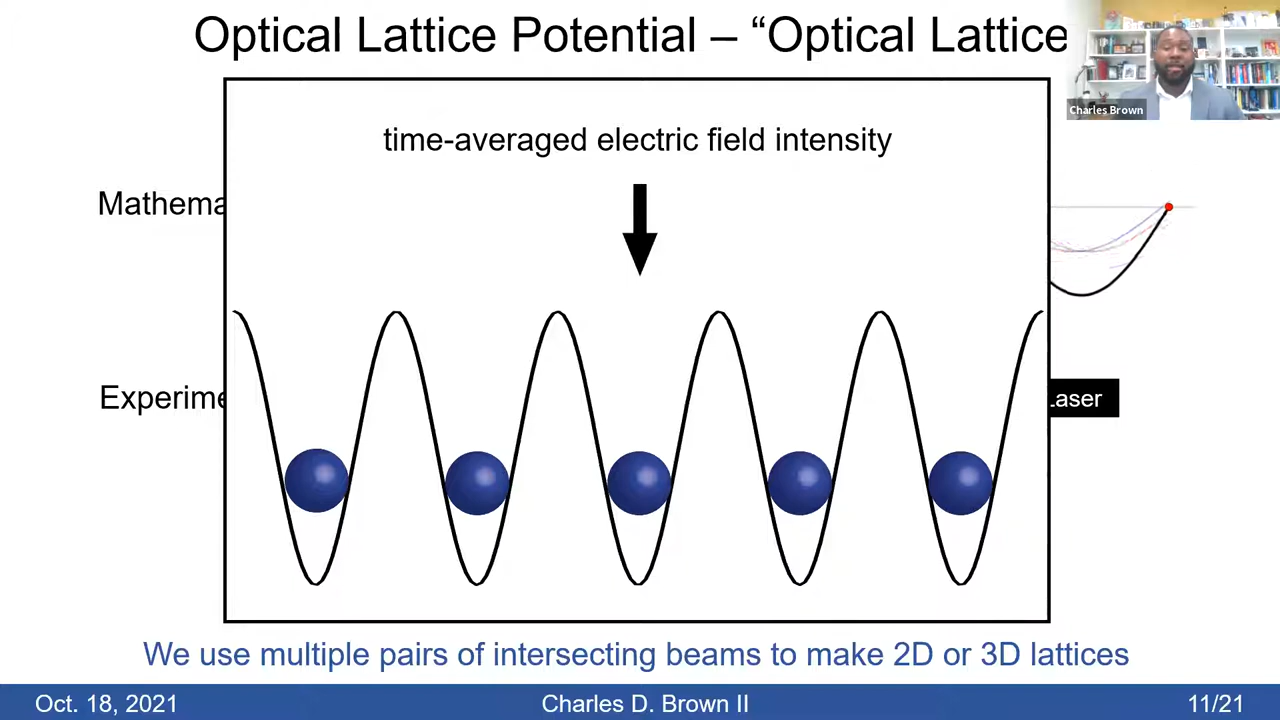 Optical Lattice Potential – “Optical Lattice
Charles Brown
time-averaged electric field intensity
Mathema
Experime
Laser
We use multiple pairs of intersecting beams to make 2D or 3D lattices
Oct. 18, 2021
Charles D. Brown II
11/21